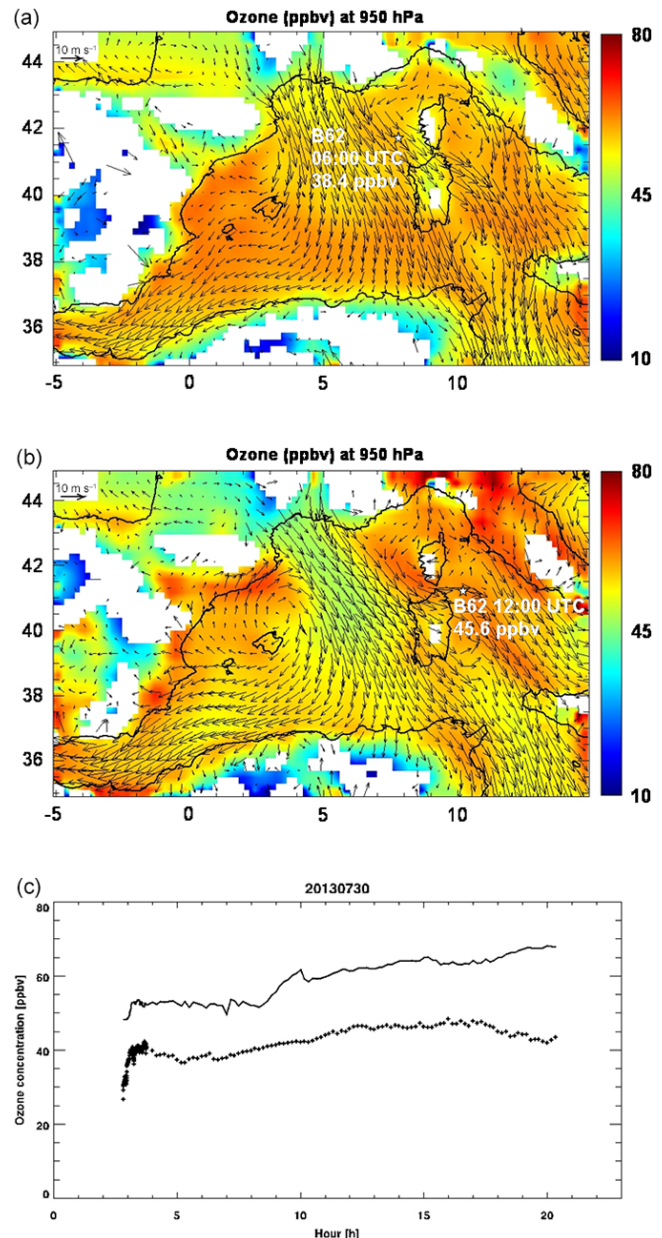 (a)
Ozone (ppbv) at 950 hPa
10 m s⁻¹
44
42
40
38
36
-5
0
5
10
B62
06:00 UTC
38.4 ppbv
80
45
10
(b)
Ozone (ppbv) at 950 hPa
10 m s⁻¹
44
42
40
38
36
-5
0
5
10
B62 12:00 UTC
45.6 ppbv
80
45
10
(c)
20130730
Ozone concentration [ppbv]
80
60
40
20
0
0
5
10
15
20
Hour [h]